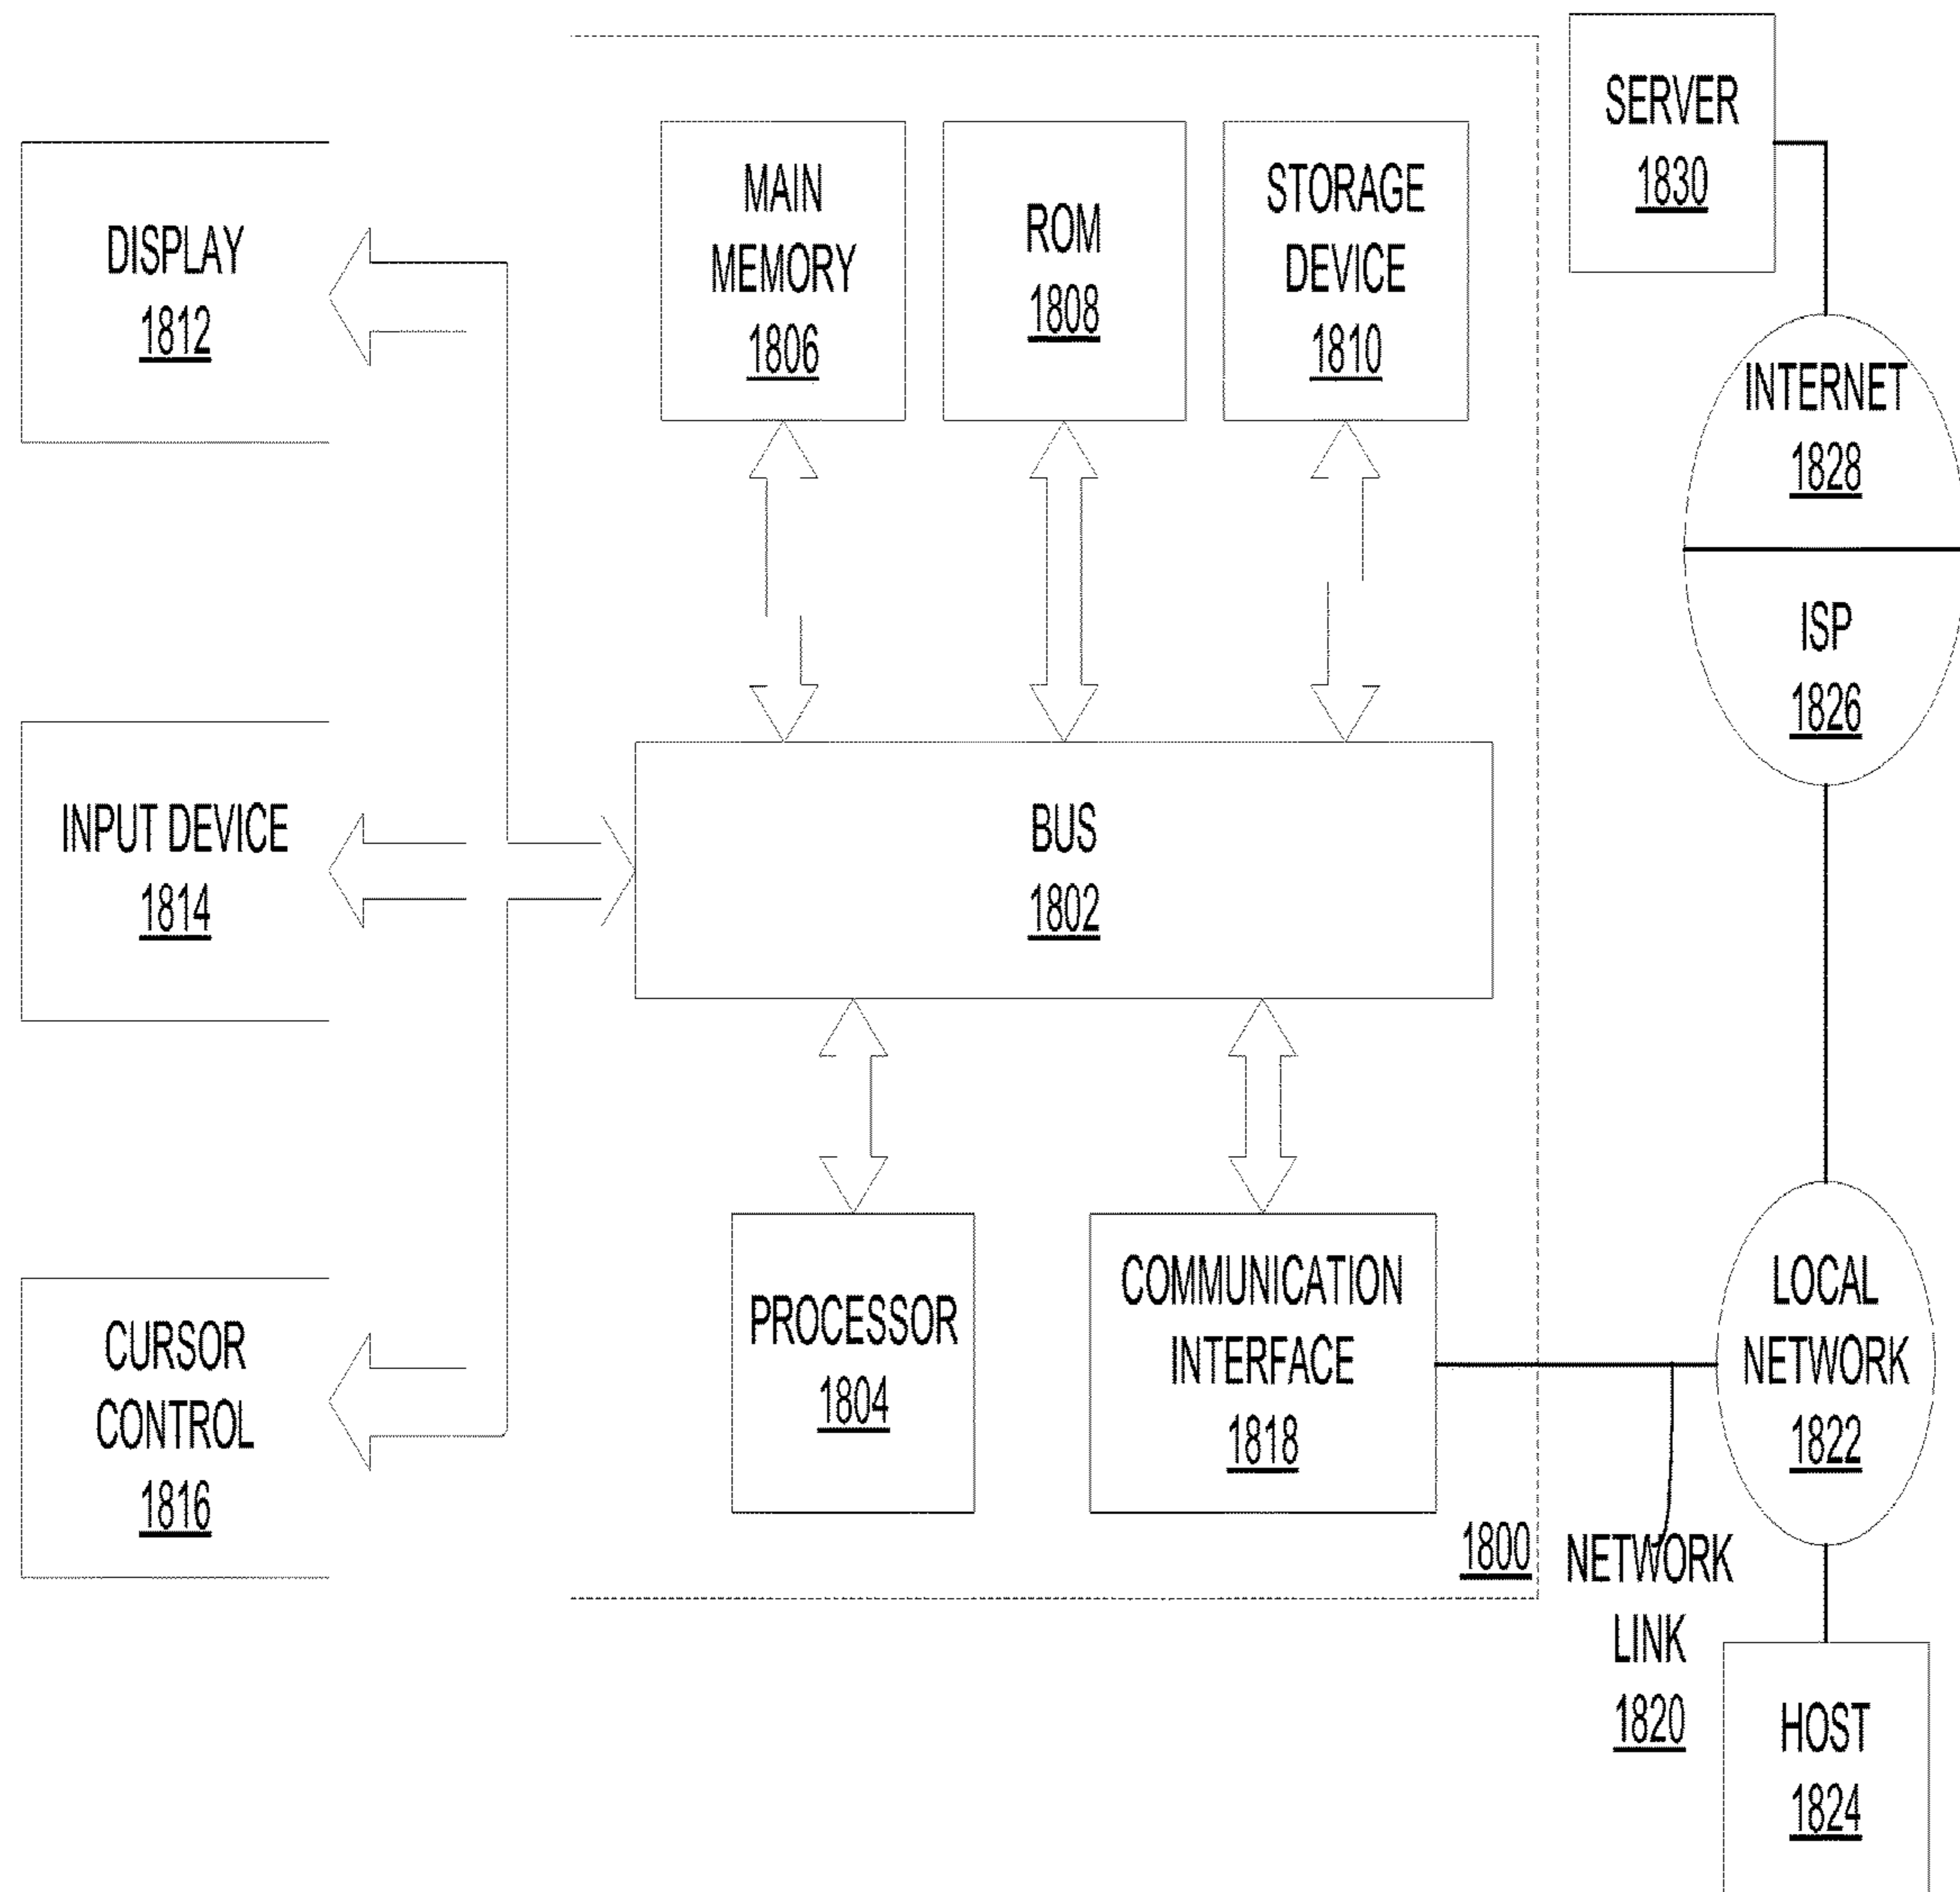 DISPLAY
1812
INPUT DEVICE
1814
CURSOR
CONTROL
1816
MAIN
MEMORY
1806
ROM
1808
STORAGE
DEVICE
1810
BUS
1802
PROCESSOR
1804
COMMUNICATION
INTERFACE
1818
1800
SERVER
1830
INTERNET
1828
ISP
1826
LOCAL
NETWORK
1822
NETWORK
LINK
1820
HOST
1824